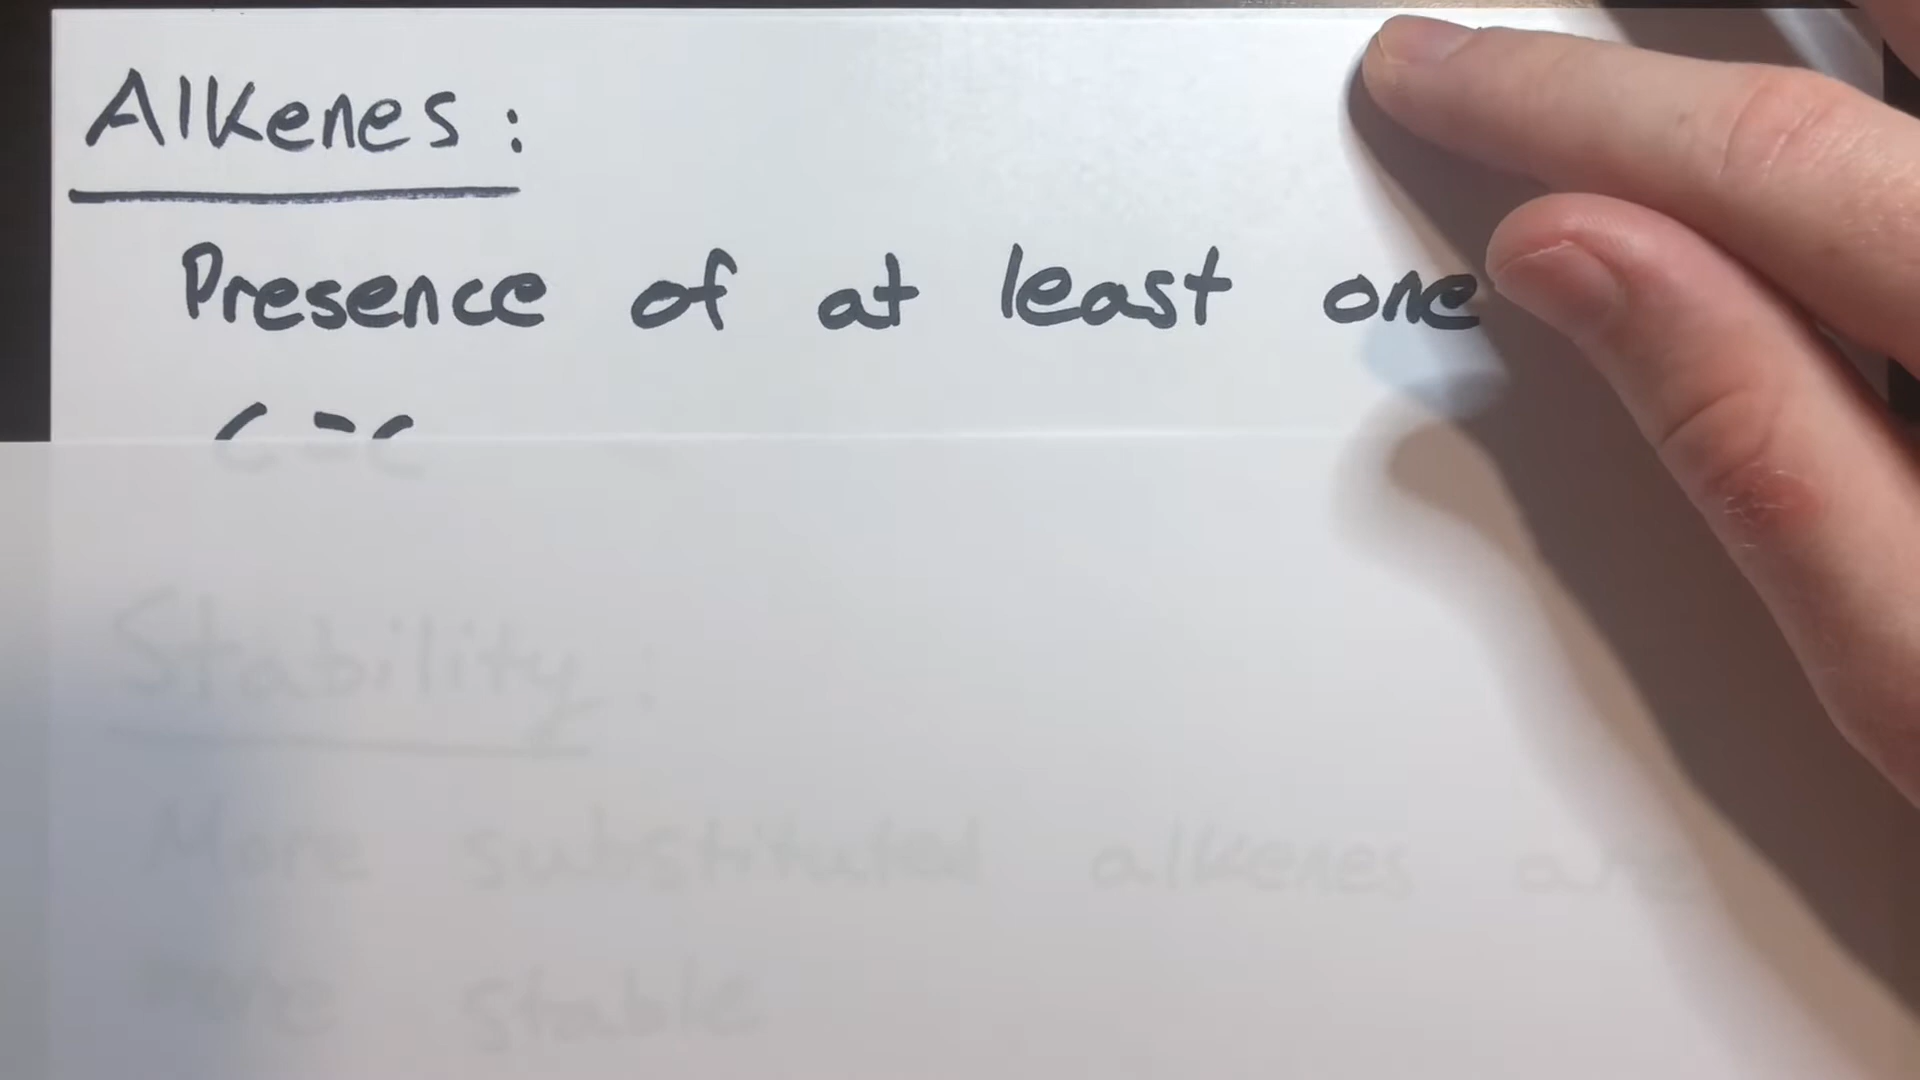 Alkenes:
Presence of at least one
C=C
Stability:
More substituted alkenes are
more stable